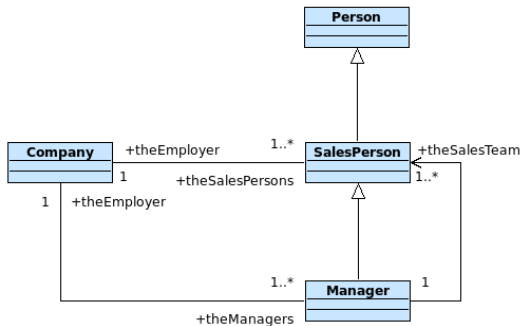 Person
+theEmployer
1..*
+theSalesTeam
Company
SalesPerson
1
+theSalesPersons
1..*
1
+theEmployer
1..*
Manager
1
+theManagers